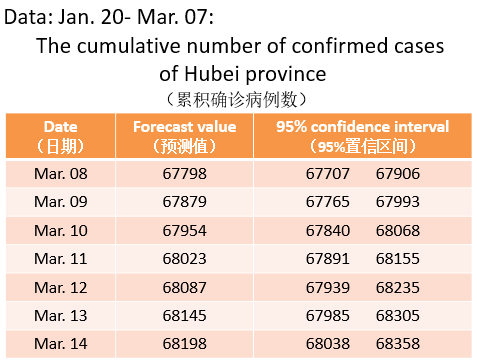 Data: Jan. 20- Mar. 07:
The cumulative number of confirmed cases
of Hubei province
（累积确诊病例数）
Date Forecast value 95% confidence interval
（日期） （预测值） （95%置信区间）
Mar. 08 67798 67707 67906
Mar. 09 67879 67765 67993
Mar. 10 67954 67840 68068
Mar. 11 68023 67891 68155
Mar. 12 68087 67939 68235
Mar. 13 68145 67985 68305
Mar. 14 68198 68038 68358